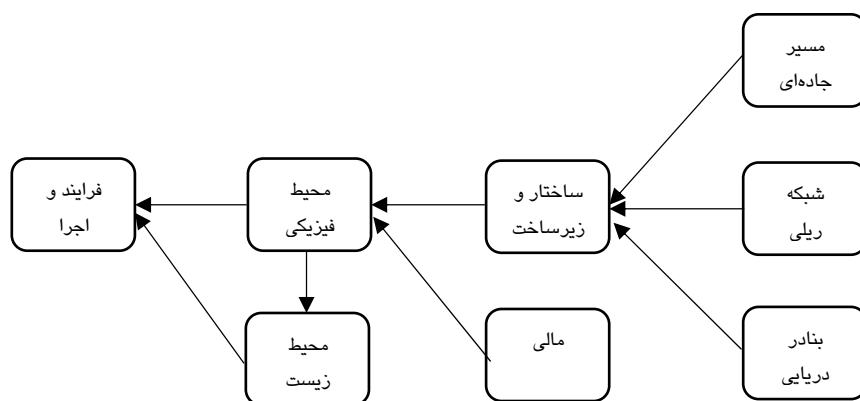 مسیر
جاده‌ای
شبکه
ریلی
بنادر
دریایی
ساختار و
زیرساخت
مالی
محیط
فیزیکی
محیط
زیست
فرایند و
اجرا